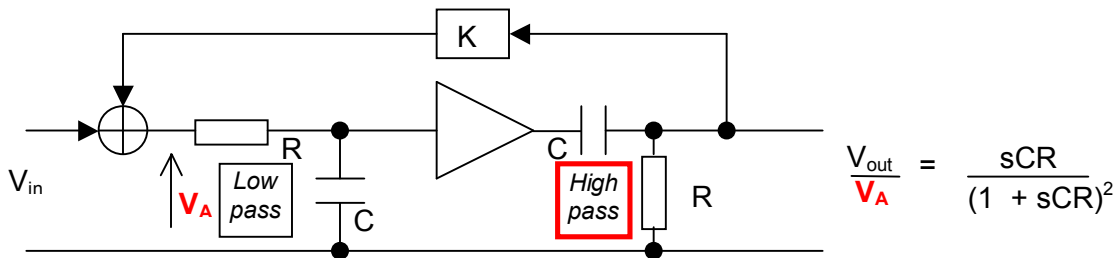 K
R
C
V_in
V_A
Low
pass
C
High
pass
R
V_out
V_A
=
sCR
(1 + sCR)²